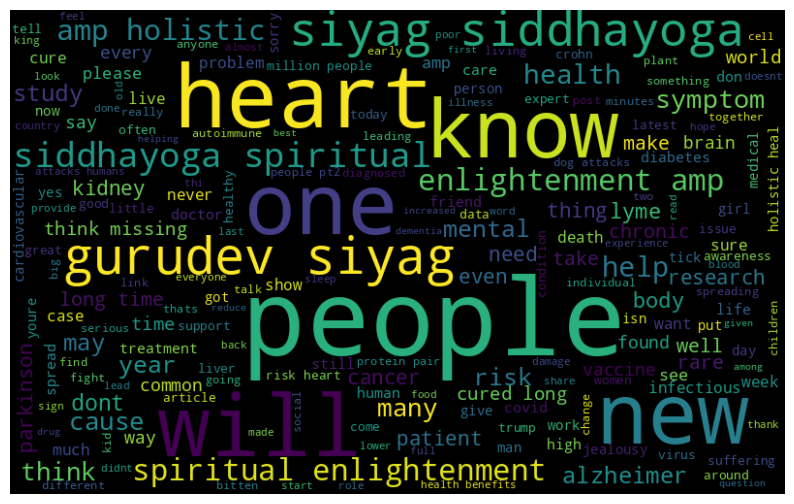 tell feel king cure amp holistic anyone almost every autoimmune sorry
siyag siddhayoga
poor early first living crohn plant cell world
look please problem million people amp care person don something doesnt
study heart health symptom
now old live done really today illness expert post minutes together
say country often helping best leading know latest hope make brain
siddhayoga spiritual
attacks humans people pt2 diagnosed dog attacks diabetes medical holistic heal
cardiovascular yes thi kidney never healthy one enlightenment amp
provide good little doctor increased friend two girl
think missing last word data mental thing lyme read chronic issue
great dementia experience death sure awareness
gurudev siyag
need even take condition tick blood help research
big link everyone sleep individual spreading
long time talk show people body life
youre thats got case time support reduce back isn want put given
parkinson spread may serious treatment protein pair still found well day children
find year liver risk heart cancer damage risk vaccine rare among
fight lead going human food share women see infectious week
sign common article cured long
dont will many give covid change new
drug cause kid way made social come trump work
much lower patient man high jealousy virus thank
didnt full suffering
think spiritual enlightenment alzheimer around
different bitten start role health benefits question